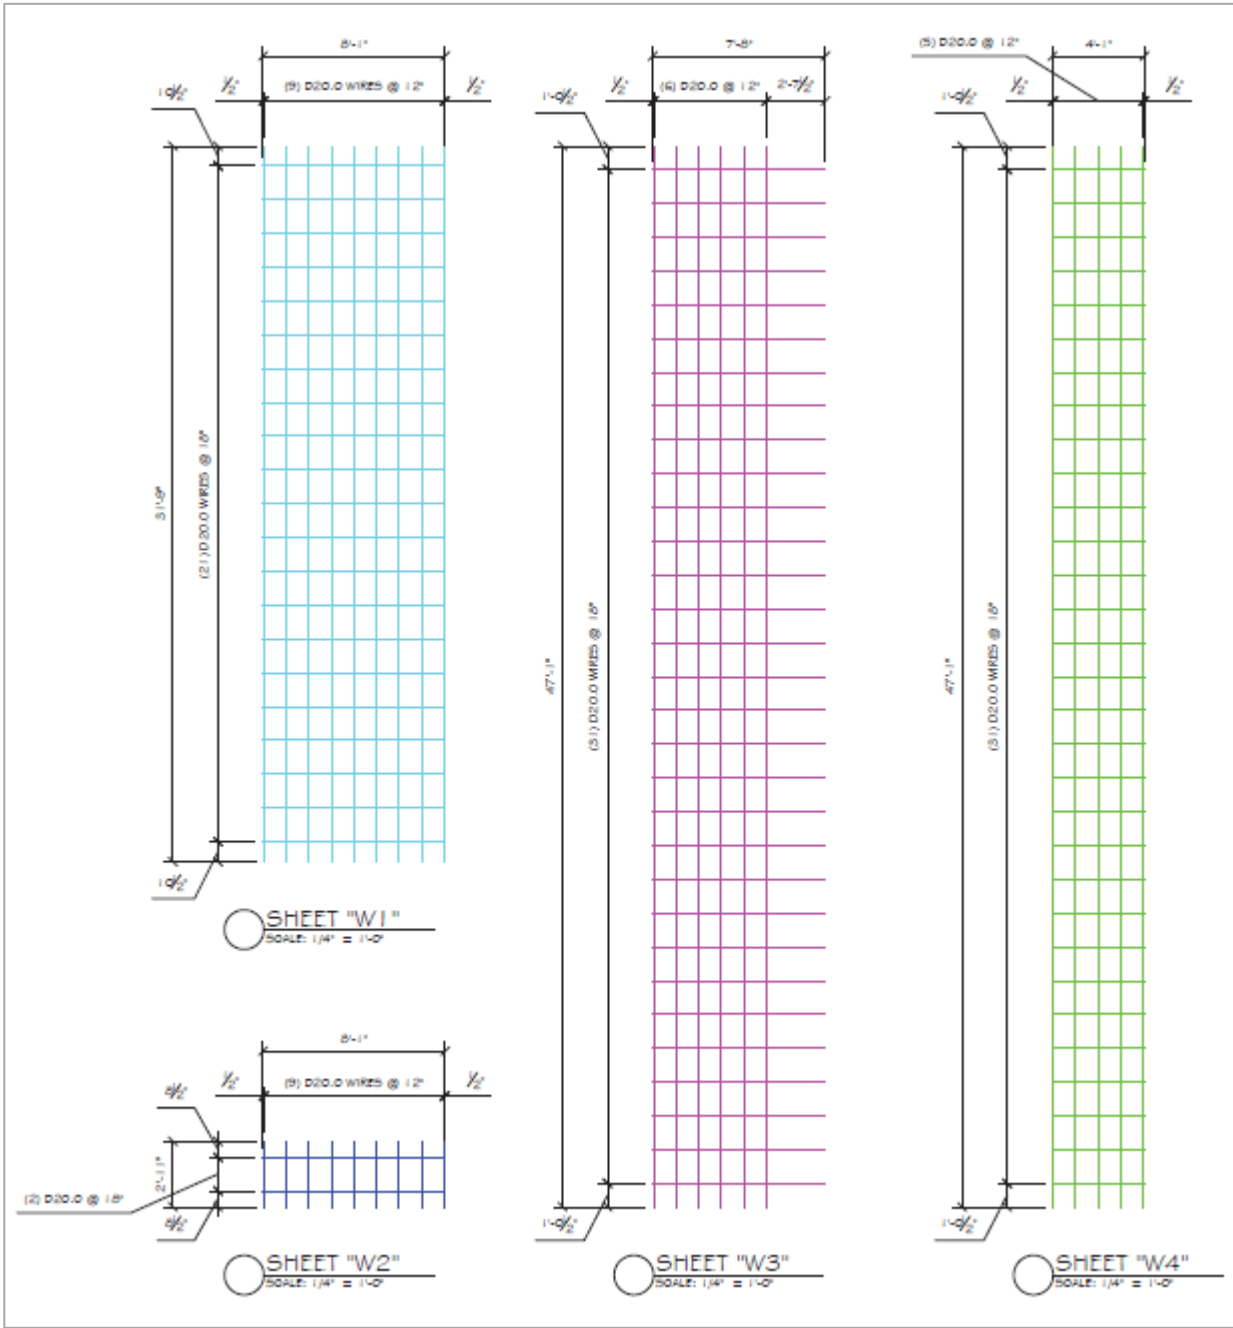 8'-1"
(9) D20.0 WIRES @ 12"
1/2"
1/2"
10 1/2"
31'-9"
(21) D20.0 WIRES @ 18"
10 1/2"
SHEET "W1"
SCALE: 1/4" = 1'-0"
8'-1"
(9) D20.0 WIRES @ 12"
1/2"
1/2"
8 1/2"
2'-11"
(2) D20.0 @ 18"
8 1/2"
SHEET "W2"
SCALE: 1/4" = 1'-0"
7'-8"
(6) D20.0 @ 12"
2'-7 1/2"
1/2"
1'-0 1/2"
47'-1"
(31) D20.0 WIRES @ 18"
1'-0 1/2"
SHEET "W3"
SCALE: 1/4" = 1'-0"
(5) D20.0 @ 12"
4'-1"
1/2"
1/2"
1'-0 1/2"
47'-1"
(31) D20.0 WIRES @ 18"
1'-0 1/2"
SHEET "W4"
SCALE: 1/4" = 1'-0"